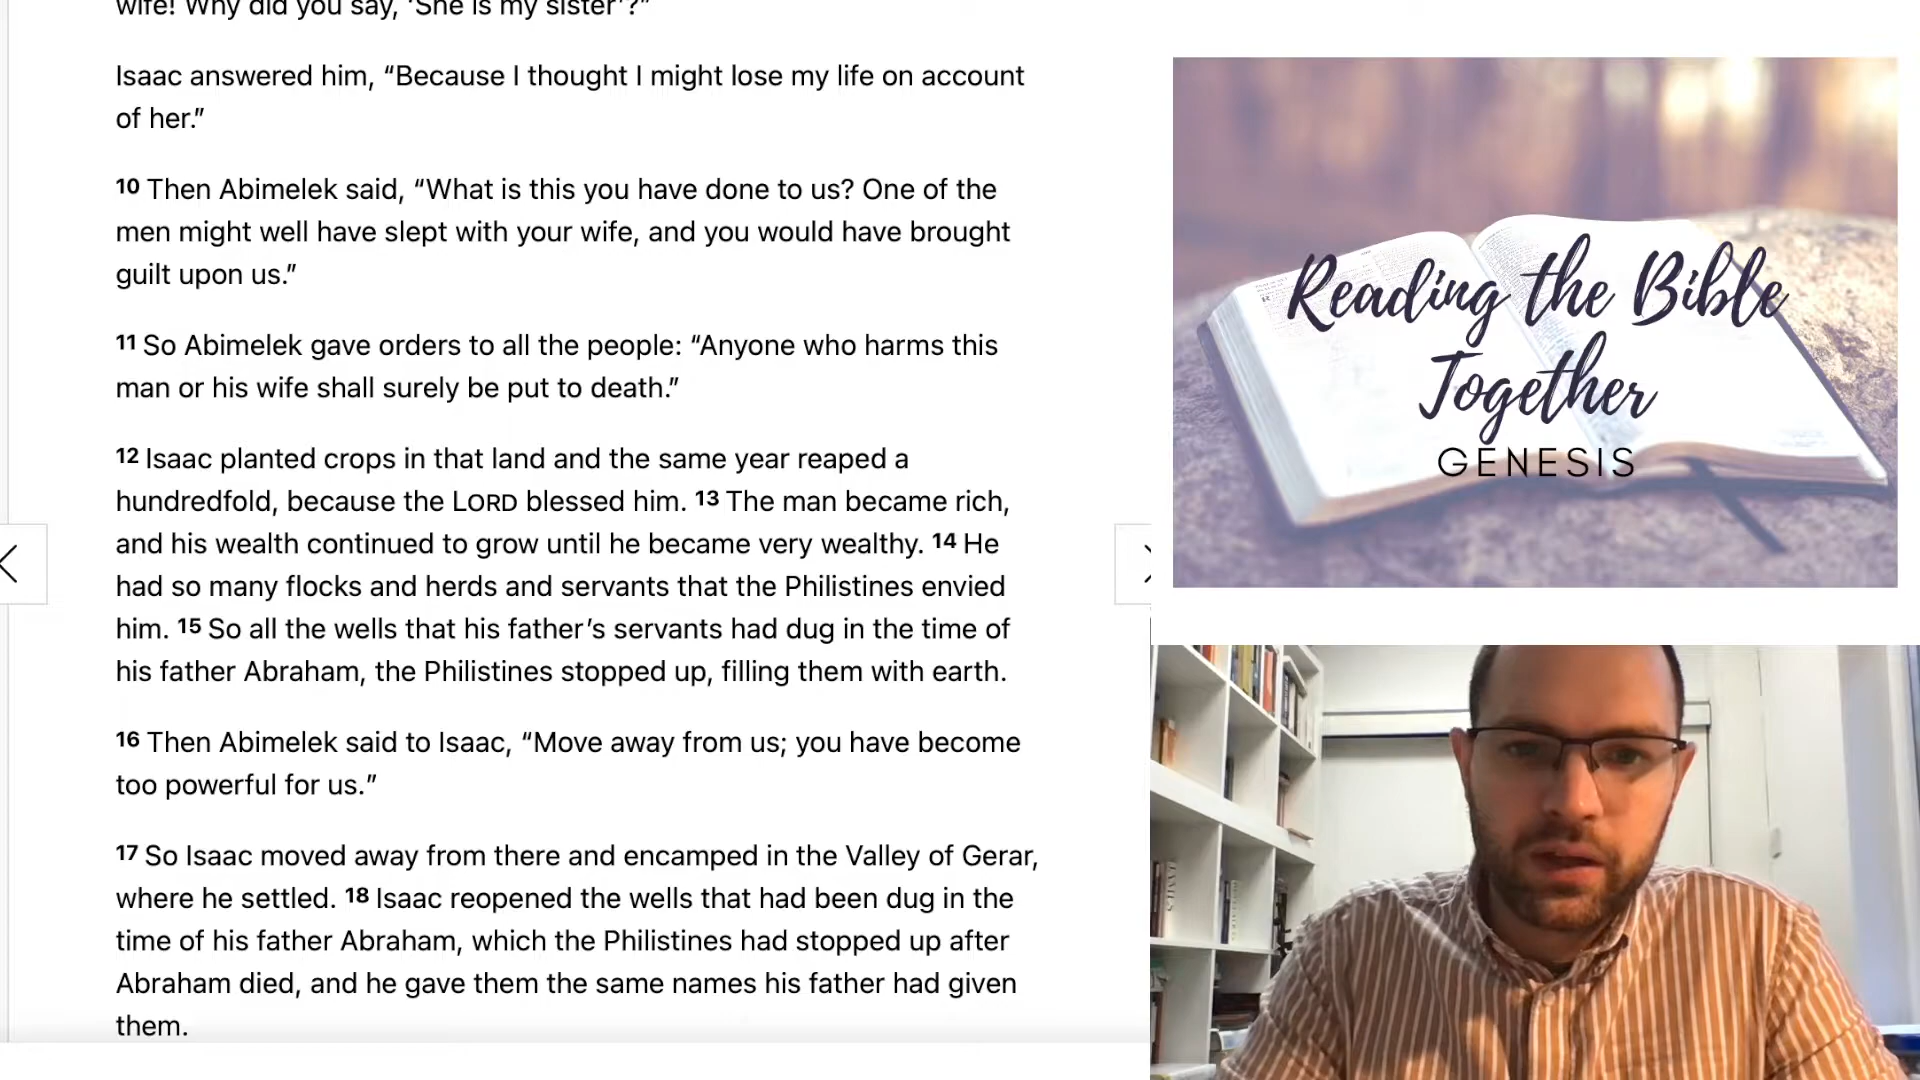 wife! Why did you say, ‘She is my sister’?”
Isaac answered him, “Because I thought I might lose my life on account
of her.”
10 Then Abimelek said, “What is this you have done to us? One of the
men might well have slept with your wife, and you would have brought
guilt upon us.”
11 So Abimelek gave orders to all the people: “Anyone who harms this
man or his wife shall surely be put to death.”
12 Isaac planted crops in that land and the same year reaped a
hundredfold, because the LORD blessed him. 13 The man became rich,
and his wealth continued to grow until he became very wealthy. 14 He
had so many flocks and herds and servants that the Philistines envied
him. 15 So all the wells that his father’s servants had dug in the time of
his father Abraham, the Philistines stopped up, filling them with earth.
16 Then Abimelek said to Isaac, “Move away from us; you have become
too powerful for us.”
17 So Isaac moved away from there and encamped in the Valley of Gerar,
where he settled. 18 Isaac reopened the wells that had been dug in the
time of his father Abraham, which the Philistines had stopped up after
Abraham died, and he gave them the same names his father had given
them.
Reading the Bible
Together
GENESIS